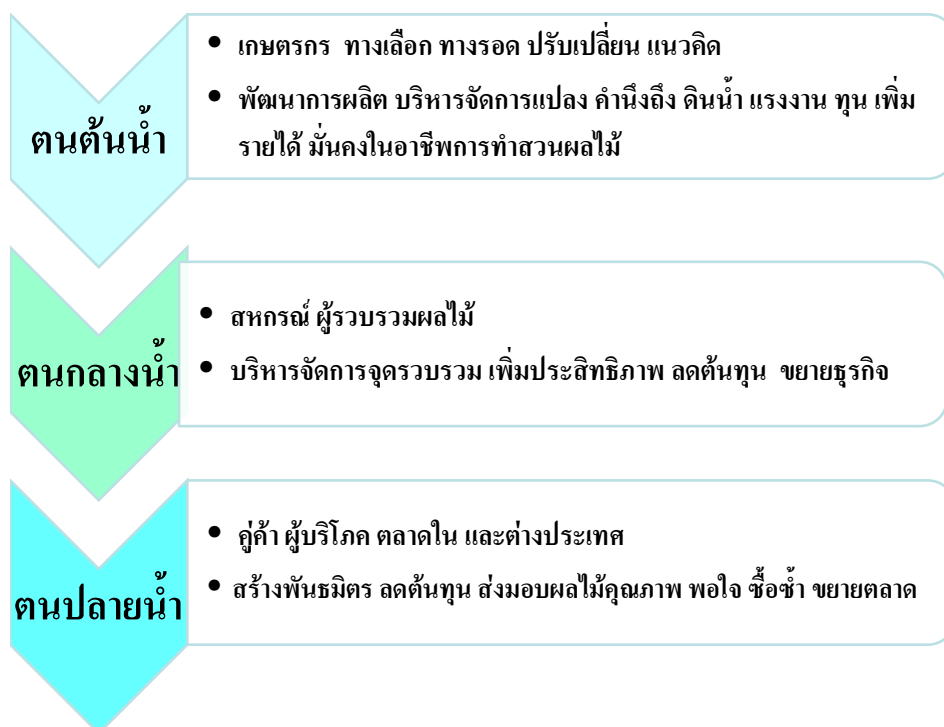 ตนต้นน้ำ
• เกษตรกร ทางเลือก ทางรอด ปรับเปลี่ยน แนวคิด
• พัฒนาการผลิต บริหารจัดการแปลง คำนึงถึง ดินน้ำ แรงงาน ทุน เพิ่ม
รายได้ มั่นคงในอาชีพการทำสวนผลไม้
ตนกลางน้ำ
• สหกรณ์ ผู้รวบรวมผลไม้
• บริหารจัดการจุดรวบรวม เพิ่มประสิทธิภาพ ลดต้นทุน ขยายธุรกิจ
ตนปลายน้ำ
• คู่ค้า ผู้บริโภค ตลาดใน และต่างประเทศ
• สร้างพันธมิตร ลดต้นทุน ส่งมอบผลไม้คุณภาพ พอใจ ซื้อซ้ำ ขยายตลาด